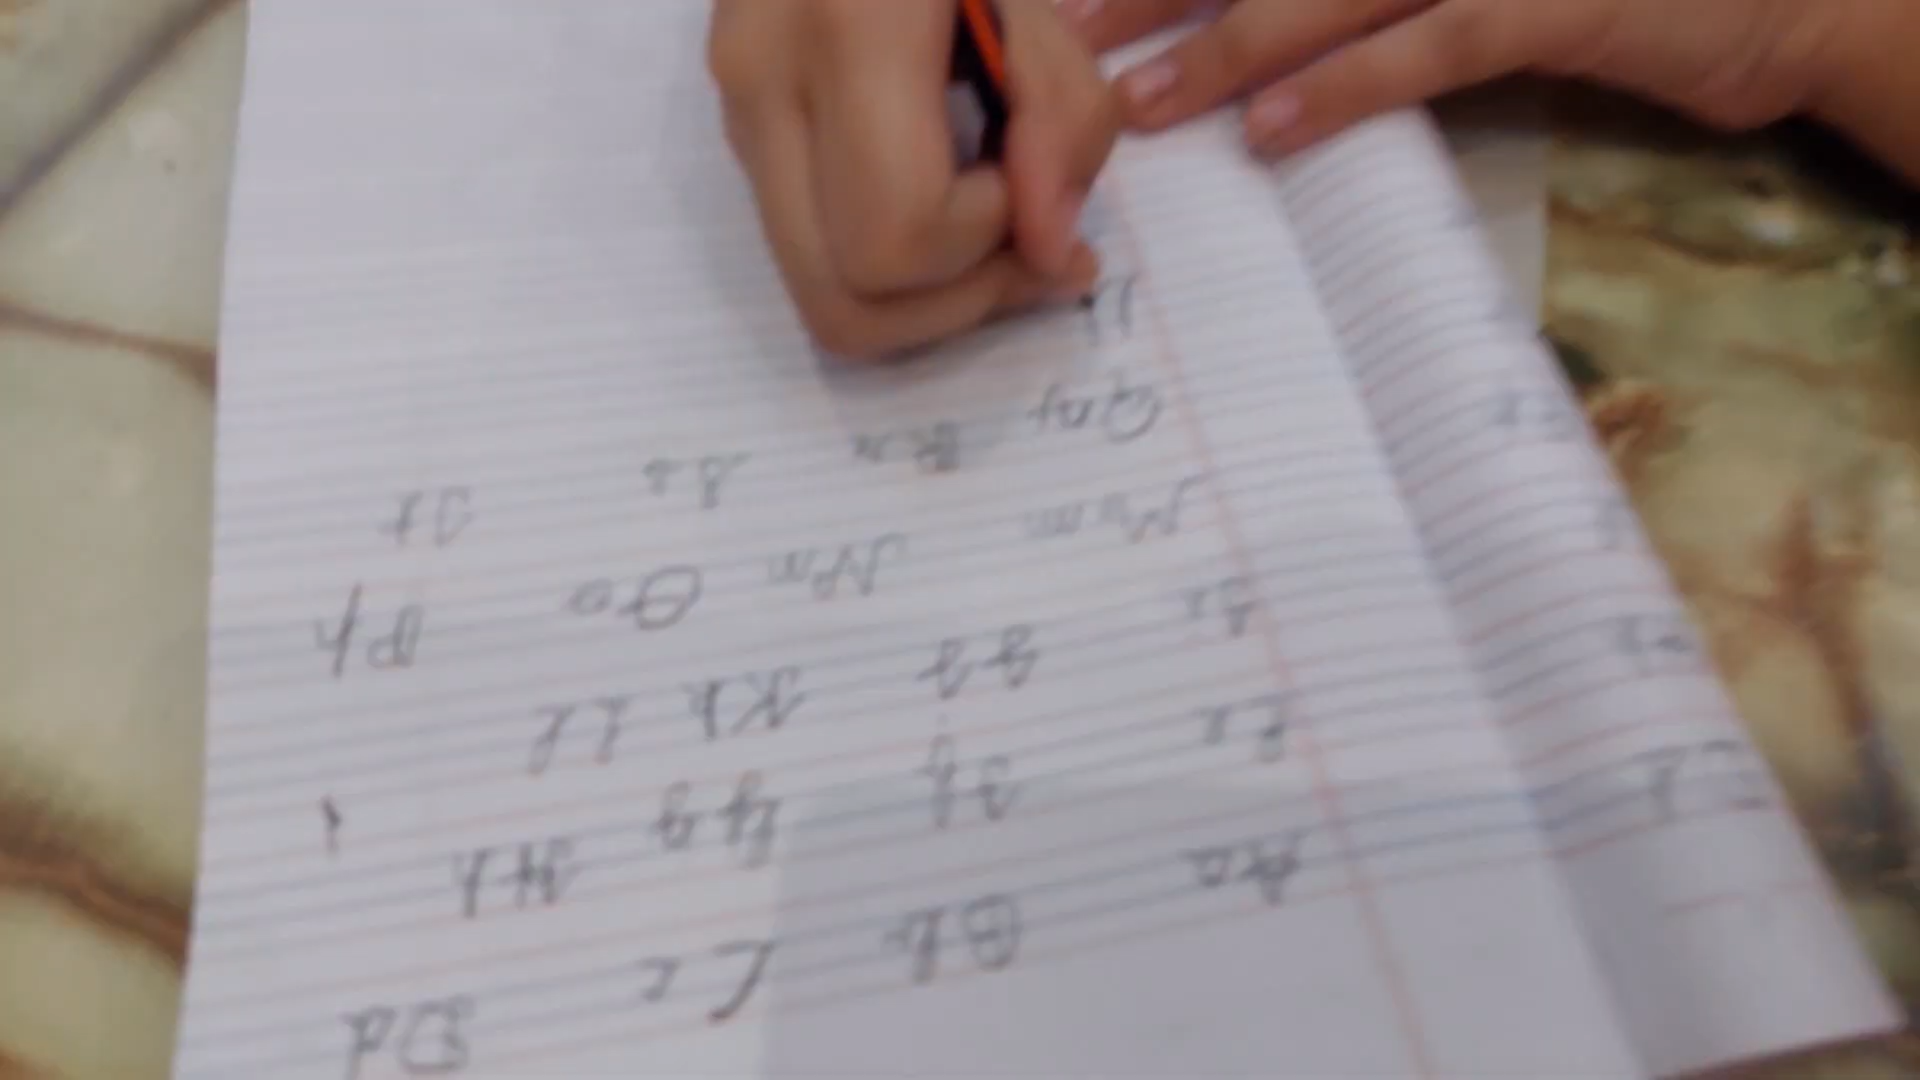 Aa Bb Cc Dd
Ee Ff Gg Hh
Ii Jj Kk Ll
Mm Nn Oo Pp
Qq Rr Ss Tt